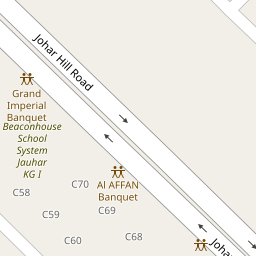 Johar Hill Road
Grand
Imperial
Banquet
Beaconhouse
School
System
Jauhar
KG I
C70
Al AFFAN
Banquet
C58
C59
C69
C60
C68
Joha